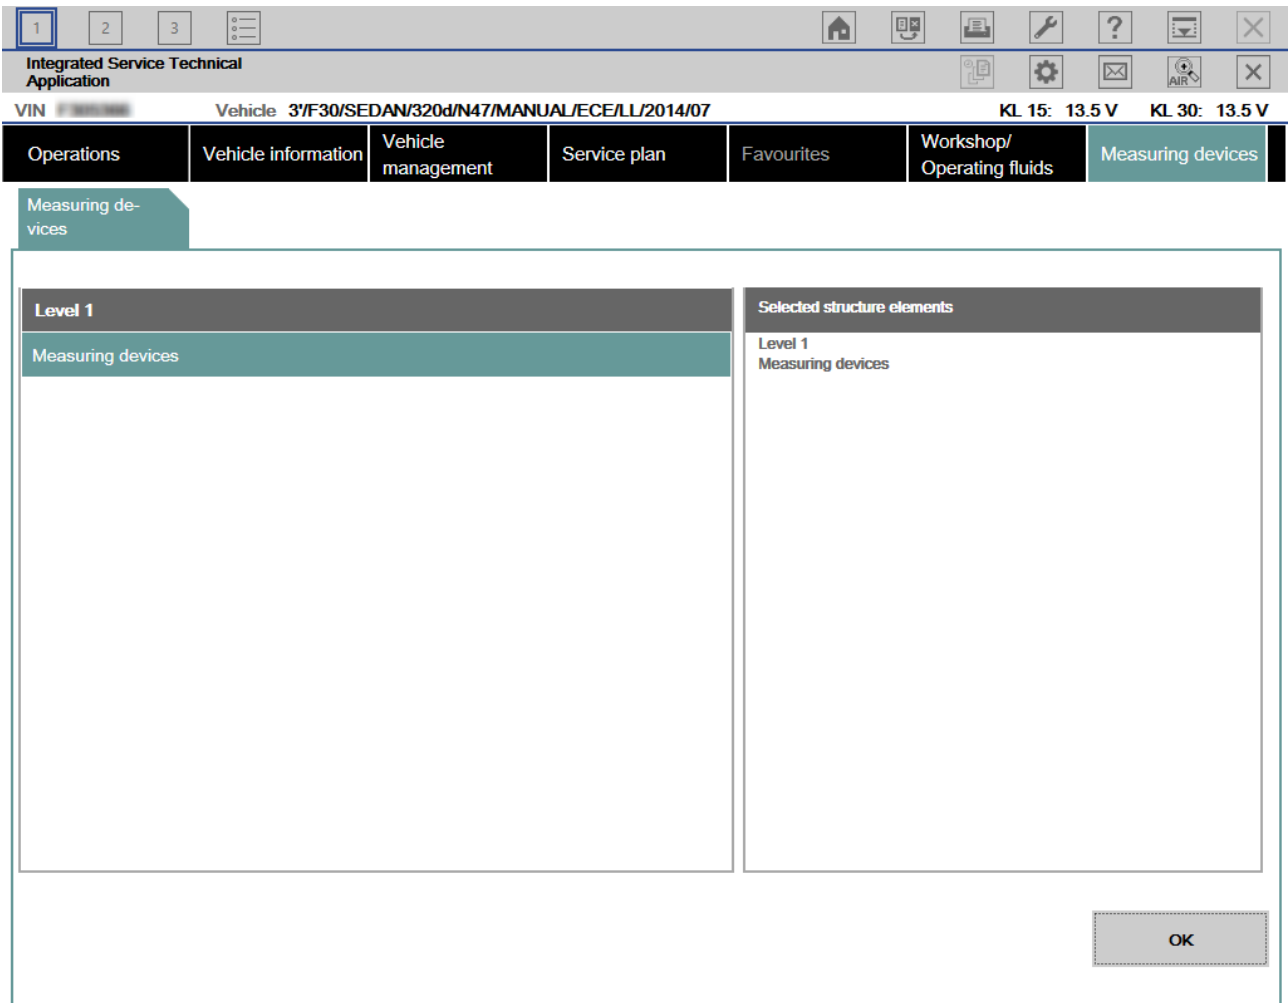 1 2 3
?
Integrated Service Technical
Application
AIR
VIN Vehicle 3'/F30/SEDAN/320d/N47/MANUAL/ECE/LL/2014/07 KL 15: 13.5 V KL 30: 13.5 V
Operations
Vehicle information
Vehicle
management
Service plan
Favourites
Workshop/
Operating fluids
Measuring devices
Measuring de-
vices
Level 1
Measuring devices
Selected structure elements
Level 1
Measuring devices
OK